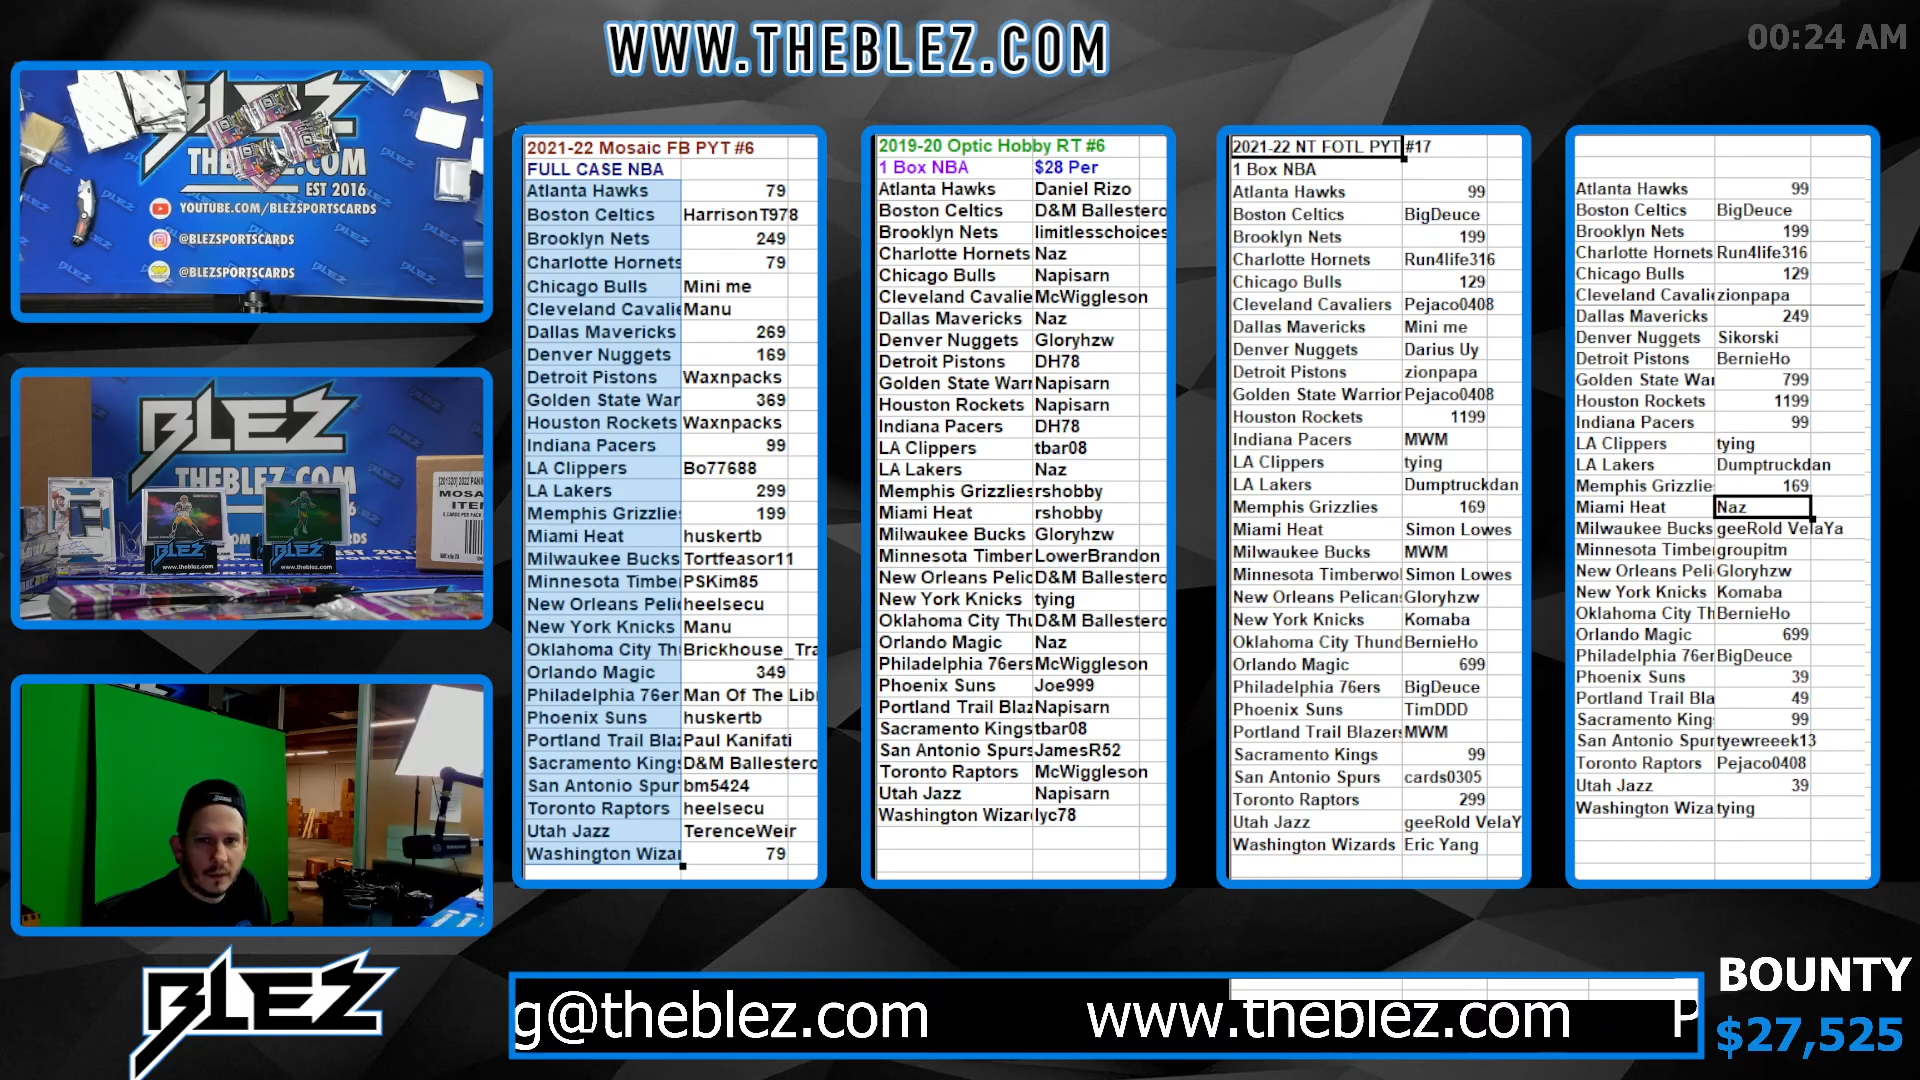 WWW.THEBLEZ.COM
00:24 AM
BLEZ
THEBLEZ.COM
EST 2016
YOUTUBE.COM/BLEZSPORTSCARDS
@BLEZSPORTSCARDS
@BLEZSPORTSCARDS
BLEZ
THEBLEZ.COM
BLEZ
www.theblez.com
BLEZ
www.theblez.com
2021-22 Mosaic FB PYT #6
FULL CASE NBA
Atlanta Hawks 79
Boston Celtics HarrisonT978
Brooklyn Nets 249
Charlotte Hornets 79
Chicago Bulls Mini me
Cleveland Cavalie Manu
Dallas Mavericks 269
Denver Nuggets 169
Detroit Pistons Waxnpacks
Golden State War 369
Houston Rockets Waxnpacks
Indiana Pacers 99
LA Clippers Bo77688
LA Lakers 299
Memphis Grizzlies 199
Miami Heat huskertb
Milwaukee Bucks Tortfeasor11
Minnesota Timbe PSKim85
New Orleans Peli heelsecu
New York Knicks Manu
Oklahoma City Th Brickhouse_Tra
Orlando Magic 349
Philadelphia 76er Man Of The Lib
Phoenix Suns huskertb
Portland Trail Blaz Paul Kanifati
Sacramento Kings D&M Ballestero
San Antonio Spur bm5424
Toronto Raptors heelsecu
Utah Jazz TerenceWeir
Washington Wiza 79
2019-20 Optic Hobby RT #6
1 Box NBA $28 Per
Atlanta Hawks Daniel Rizo
Boston Celtics D&M Ballestero
Brooklyn Nets limitlesschoices
Charlotte Hornets Naz
Chicago Bulls Napisarn
Cleveland Cavalie McWiggleson
Dallas Mavericks Naz
Denver Nuggets Gloryhzw
Detroit Pistons DH78
Golden State Warr Napisarn
Houston Rockets Napisarn
Indiana Pacers DH78
LA Clippers tbar08
LA Lakers Naz
Memphis Grizzlies rshobby
Miami Heat rshobby
Milwaukee Bucks Gloryhzw
Minnesota Timber LowerBrandon
New Orleans Pelic D&M Ballestero
New York Knicks tying
Oklahoma City Thu D&M Ballestero
Orlando Magic Naz
Philadelphia 76ers McWiggleson
Phoenix Suns Joe999
Portland Trail Blaz Napisarn
Sacramento Kings tbar08
San Antonio Spurs JamesR52
Toronto Raptors McWiggleson
Utah Jazz Napisarn
Washington Wizar lyc78
2021-22 NT FOTL PYT #17
1 Box NBA
Atlanta Hawks 99
Boston Celtics BigDeuce
Brooklyn Nets 199
Charlotte Hornets Run4life316
Chicago Bulls 129
Cleveland Cavaliers Pejaco0408
Dallas Mavericks Mini me
Denver Nuggets Darius Uy
Detroit Pistons zionpapa
Golden State Warrior Pejaco0408
Houston Rockets 1199
Indiana Pacers MWM
LA Clippers tying
LA Lakers Dumptruckdan
Memphis Grizzlies 169
Miami Heat Simon Lowes
Milwaukee Bucks MWM
Minnesota Timberwol Simon Lowes
New Orleans Pelicans Gloryhzw
New York Knicks Komaba
Oklahoma City Thund BernieHo
Orlando Magic 699
Philadelphia 76ers BigDeuce
Phoenix Suns TimDDD
Portland Trail Blazers MWM
Sacramento Kings 99
San Antonio Spurs cards0305
Toronto Raptors 299
Utah Jazz geeRold VelaY
Washington Wizards Eric Yang
Atlanta Hawks 99
Boston Celtics BigDeuce
Brooklyn Nets 199
Charlotte Hornets Run4life316
Chicago Bulls 129
Cleveland Cavalie zionpapa
Dallas Mavericks 249
Denver Nuggets Sikorski
Detroit Pistons BernieHo
Golden State War 799
Houston Rockets 1199
Indiana Pacers 99
LA Clippers tying
LA Lakers Dumptruckdan
Memphis Grizzlie 169
Miami Heat Naz
Milwaukee Bucks geeRold VelaYa
Minnesota Timbe groupitm
New Orleans Peli Gloryhzw
New York Knicks Komaba
Oklahoma City Th BernieHo
Orlando Magic 699
Philadelphia 76er BigDeuce
Phoenix Suns 39
Portland Trail Bla 49
Sacramento King 99
San Antonio Spur tyewreeek13
Toronto Raptors Pejaco0408
Utah Jazz 39
Washington Wiza tying
BLEZ
g@theblez.com www.theblez.com P
BOUNTY
$27,525